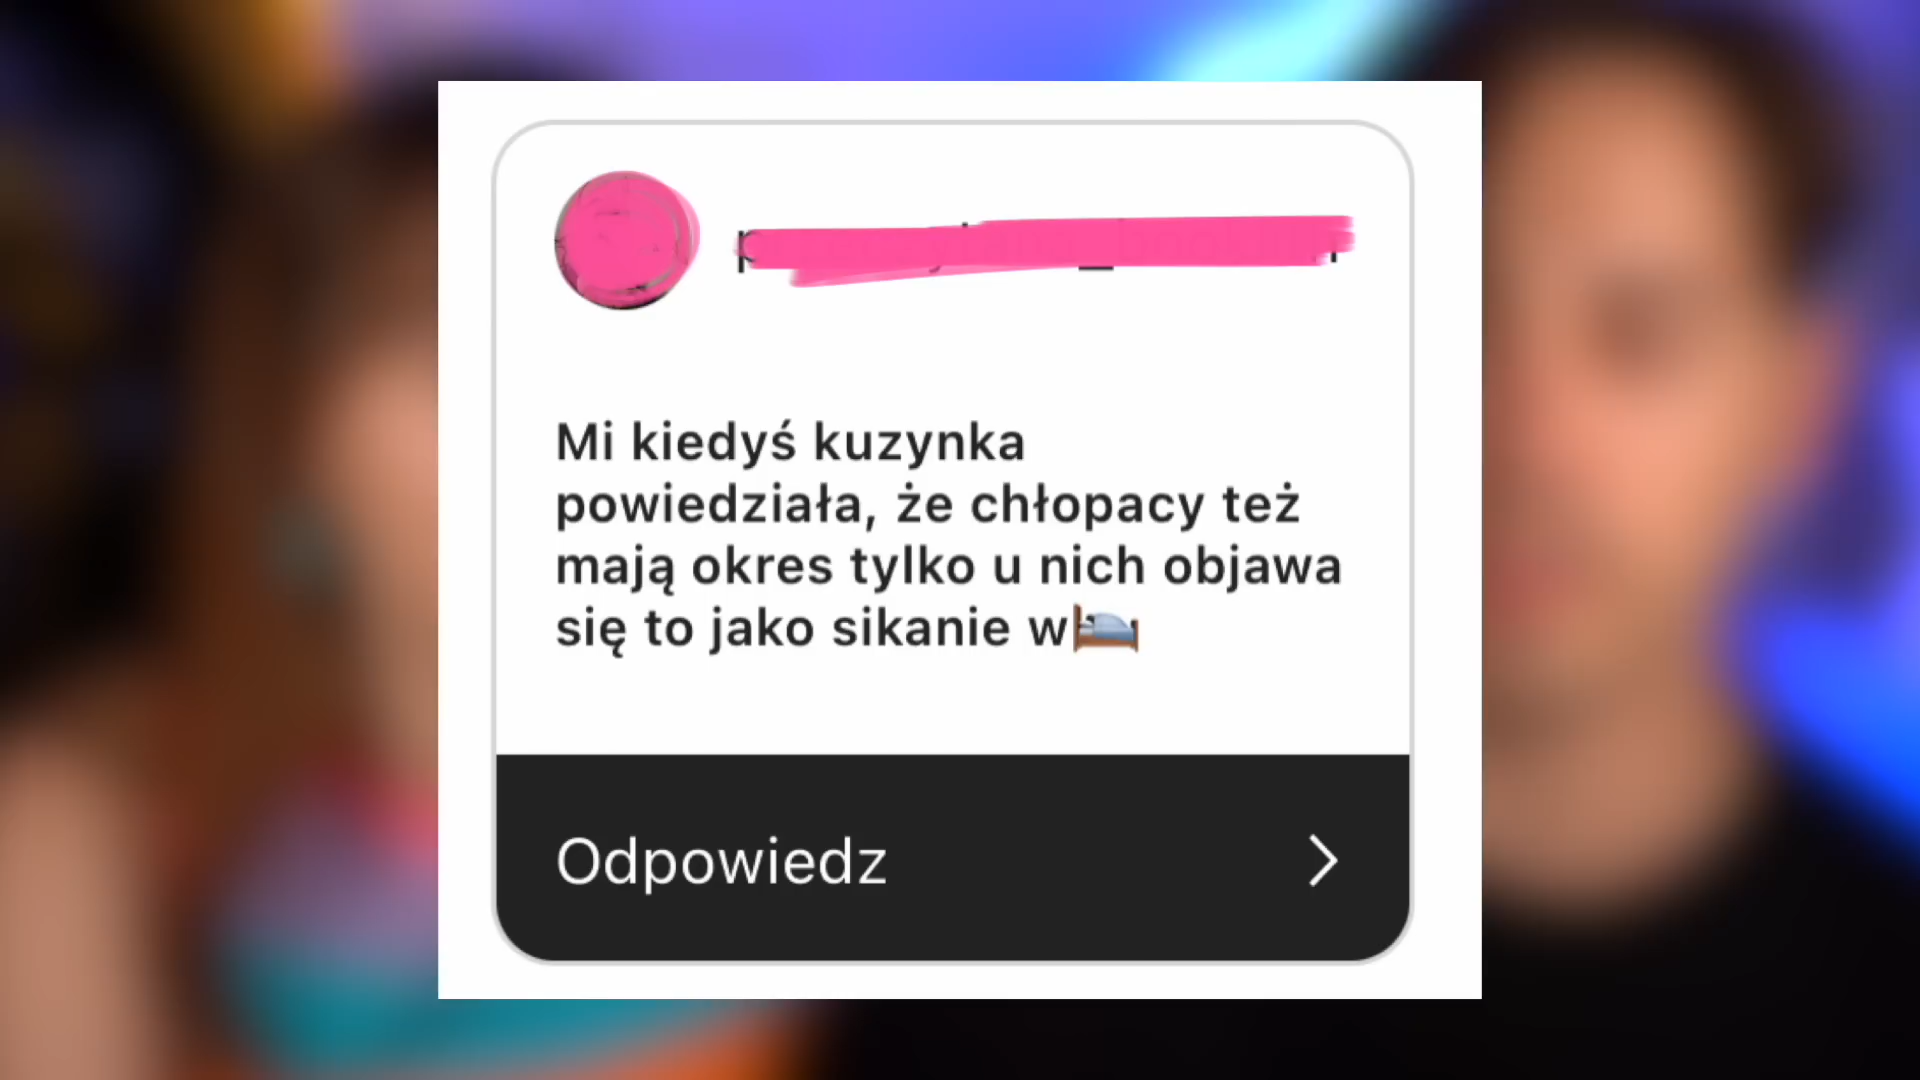 Mi kiedyś kuzynka
powiedziała, że chłopacy też
mają okres tylko u nich objawa
się to jako sikanie w🛏️
Odpowiedz